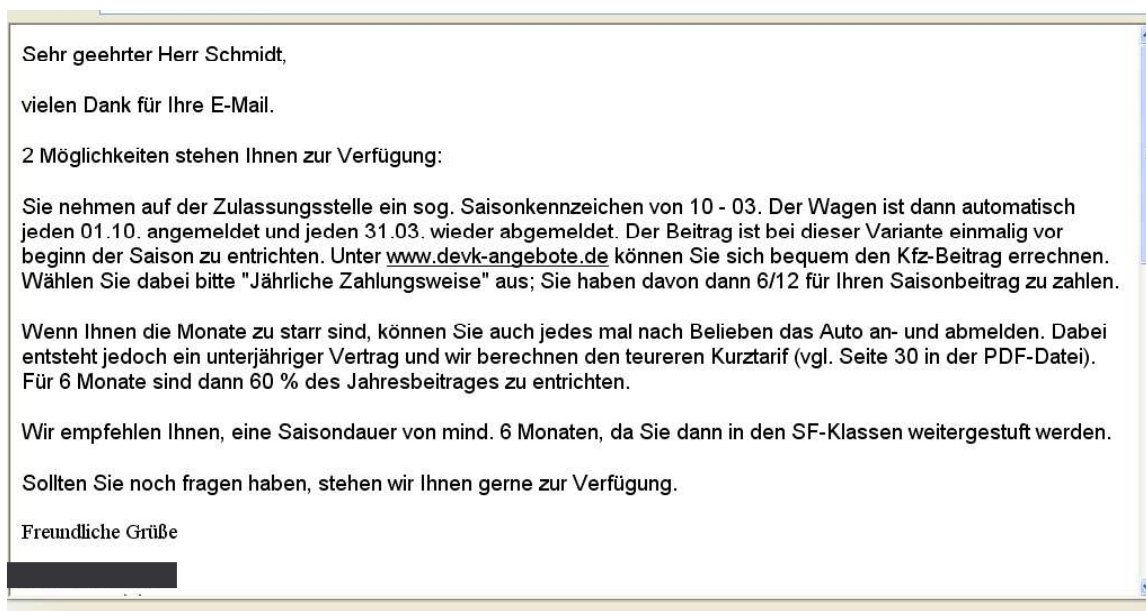 Sehr geehrter Herr Schmidt,
vielen Dank für Ihre E-Mail.
2 Möglichkeiten stehen Ihnen zur Verfügung:
Sie nehmen auf der Zulassungsstelle ein sog. Saisonkennzeichen von 10 - 03. Der Wagen ist dann automatisch
jeden 01.10. angemeldet und jeden 31.03. wieder abgemeldet. Der Beitrag ist bei dieser Variante einmalig vor
beginn der Saison zu entrichten. Unter www.devk-angebote.de können Sie sich bequem den Kfz-Beitrag errechnen.
Wählen Sie dabei bitte "Jährliche Zahlungsweise" aus; Sie haben davon dann 6/12 für Ihren Saisonbeitrag zu zahlen.
Wenn Ihnen die Monate zu starr sind, können Sie auch jedes mal nach Belieben das Auto an- und abmelden. Dabei
entsteht jedoch ein unterjähriger Vertrag und wir berechnen den teureren Kurztarif (vgl. Seite 30 in der PDF-Datei).
Für 6 Monate sind dann 60 % des Jahresbeitrages zu entrichten.
Wir empfehlen Ihnen, eine Saisondauer von mind. 6 Monaten, da Sie dann in den SF-Klassen weitergestuft werden.
Sollten Sie noch fragen haben, stehen wir Ihnen gerne zur Verfügung.
Freundliche Grüße